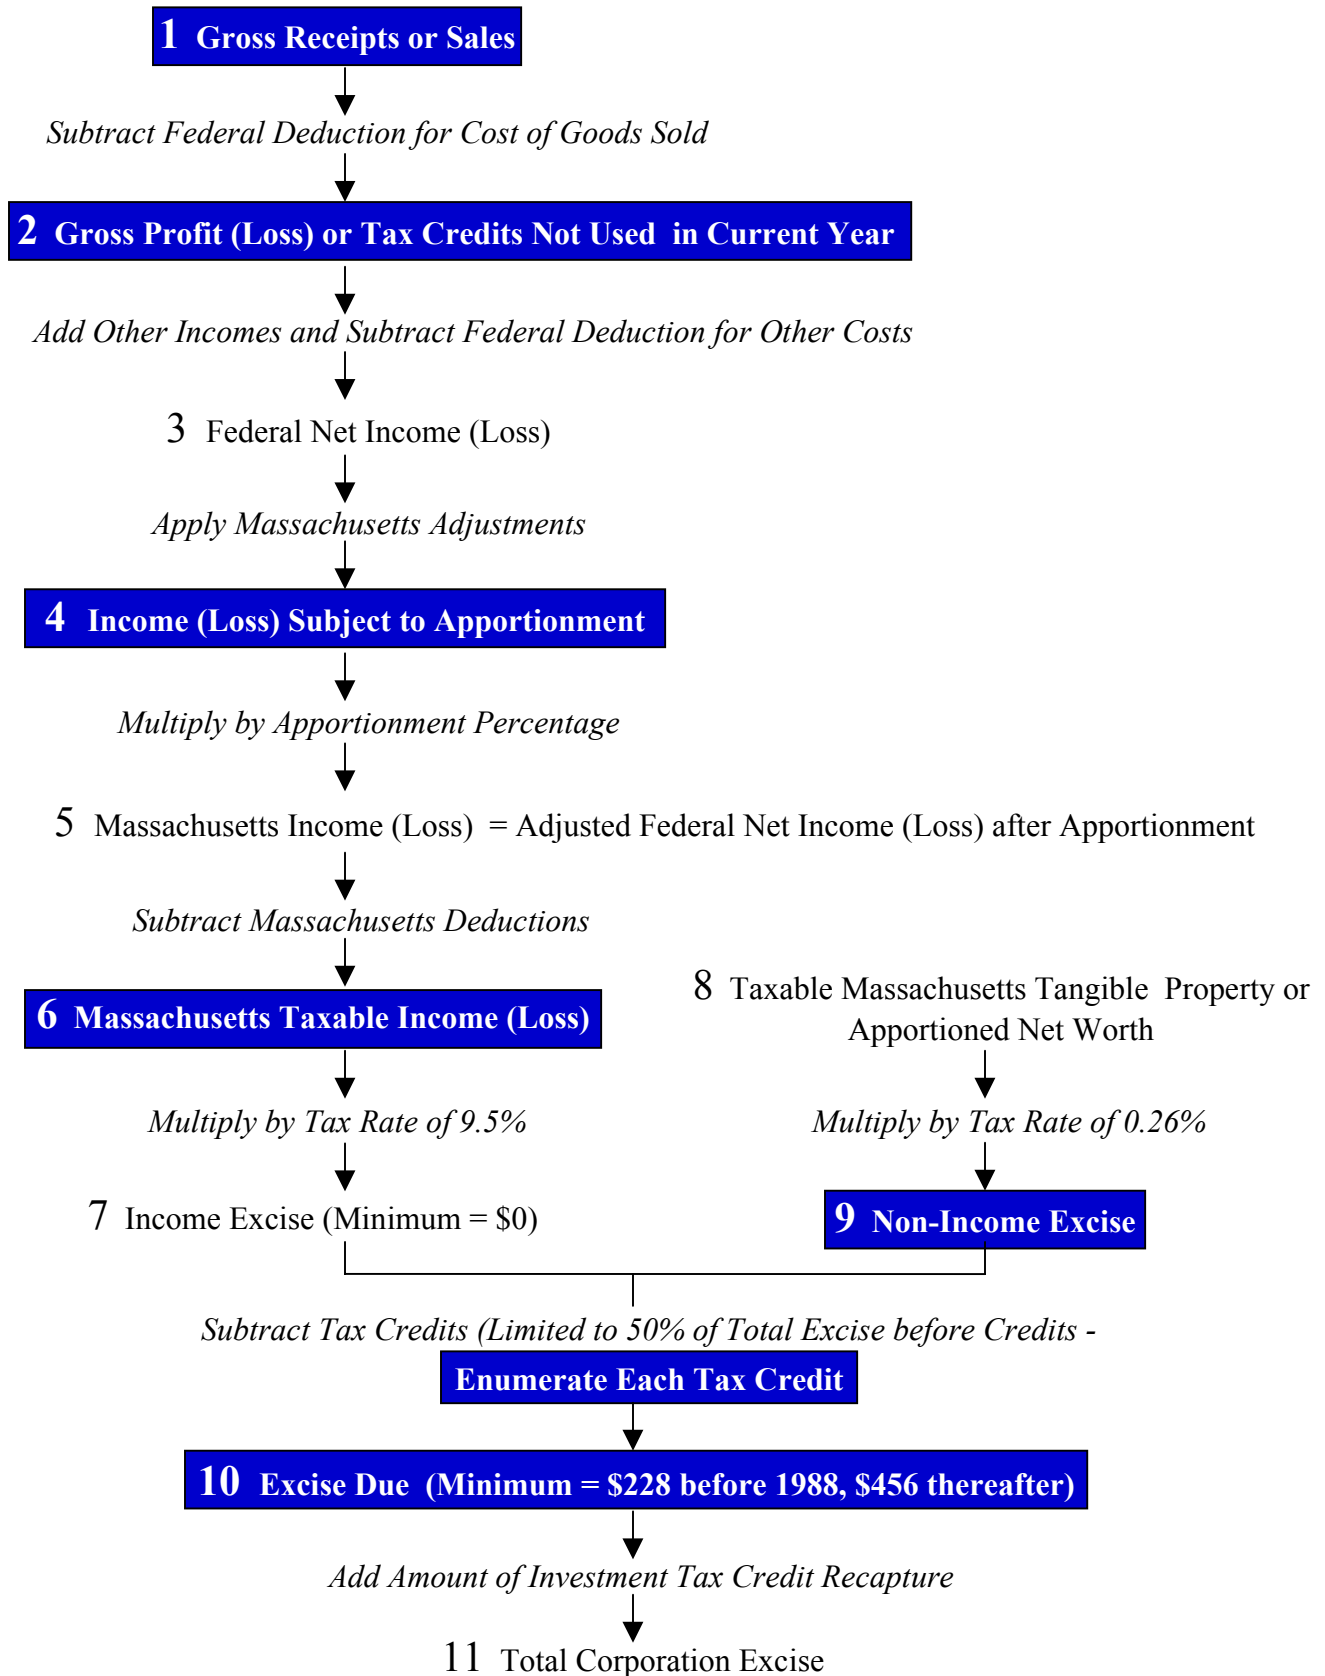 1 Gross Receipts or Sales
Subtract Federal Deduction for Cost of Goods Sold
2 Gross Profit (Loss) or Tax Credits Not Used in Current Year
Add Other Incomes and Subtract Federal Deduction for Other Costs
3 Federal Net Income (Loss)
Apply Massachusetts Adjustments
4 Income (Loss) Subject to Apportionment
Multiply by Apportionment Percentage
5 Massachusetts Income (Loss) = Adjusted Federal Net Income (Loss) after Apportionment
Subtract Massachusetts Deductions
6 Massachusetts Taxable Income (Loss)
Multiply by Tax Rate of 9.5%
7 Income Excise (Minimum = $0)
8 Taxable Massachusetts Tangible Property or
Apportioned Net Worth
Multiply by Tax Rate of 0.26%
9 Non-Income Excise
Subtract Tax Credits (Limited to 50% of Total Excise before Credits -
Enumerate Each Tax Credit
10 Excise Due (Minimum = $228 before 1988, $456 thereafter)
Add Amount of Investment Tax Credit Recapture
11 Total Corporation Excise